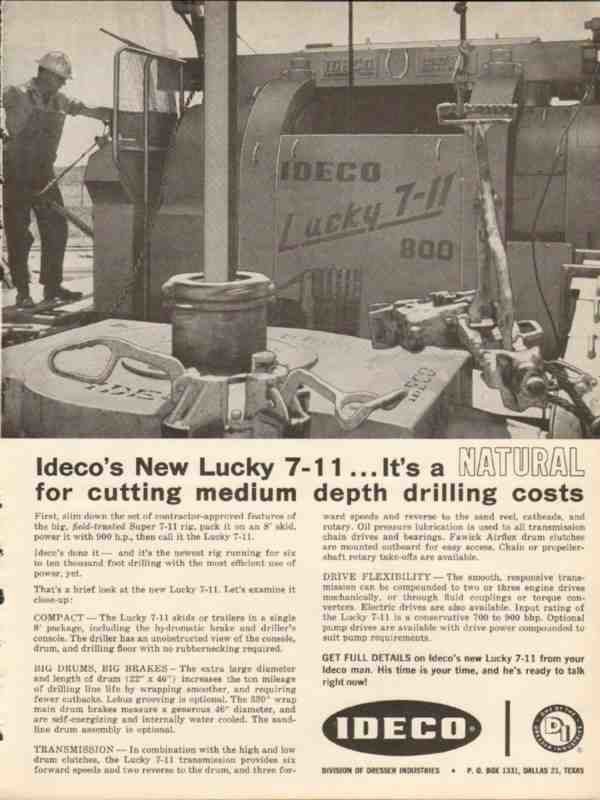 IDECO
IDECO
Lucky 7-11
800
IDECO
IDECO
Ideco's New Lucky 7-11...It's a NATURAL
for cutting medium depth drilling costs
First, slim down the set of contractor-approved features of
the big, field-trusted Super 7-11 rig, pack it on an 8' skid,
power it with 900 h.p., then call it the Lucky 7-11.
Ideco's done it — and it's the newest rig running for six
to ten thousand foot drilling with the most efficient use of
power, yet.
That's a brief look at the new Lucky 7-11. Let's examine it
close-up:
COMPACT — The Lucky 7-11 skids or trailers in a single
8' package, including the hydromatic brake and driller's
console. The driller has an unobstructed view of the console,
drum, and drilling floor with no rubbernecking required.
BIG DRUMS, BIG BRAKES — The extra large diameter
and length of drum (22" x 46") increases the ton mileage
of drilling line life by wrapping smoother, and requiring
fewer cutbacks. Lebus grooving is optional. The 330° wrap
main drum brakes measure a generous 46" diameter, and
are self-energizing and internally water cooled. The sand-
line drum assembly is optional.
TRANSMISSION — In combination with the high and low
drum clutches, the Lucky 7-11 transmission provides six
forward speeds and two reverse to the drum, and three for-
ward speeds and reverse to the sand reel, catheads, and
rotary. Oil pressure lubrication is used to all transmission
chain drives and bearings. Fawick Airflex drum clutches
are mounted outboard for easy access. Chain or propeller-
shaft rotary take-offs are available.
DRIVE FLEXIBILITY — The smooth, responsive trans-
mission can be compounded to two or three engine drives
mechanically, or through fluid couplings or torque con-
verters. Electric drives are also available. Input rating of
the Lucky 7-11 is a conservative 700 to 900 bhp. Optional
pump drives are available with drive power compounded to
suit pump requirements.
GET FULL DETAILS on Ideco's new Lucky 7-11 from your
Ideco man. His time is your time, and he's ready to talk
right now!
IDECO®
DIVISION OF DRESSER INDUSTRIES • P. O. BOX 1331, DALLAS 21, TEXAS